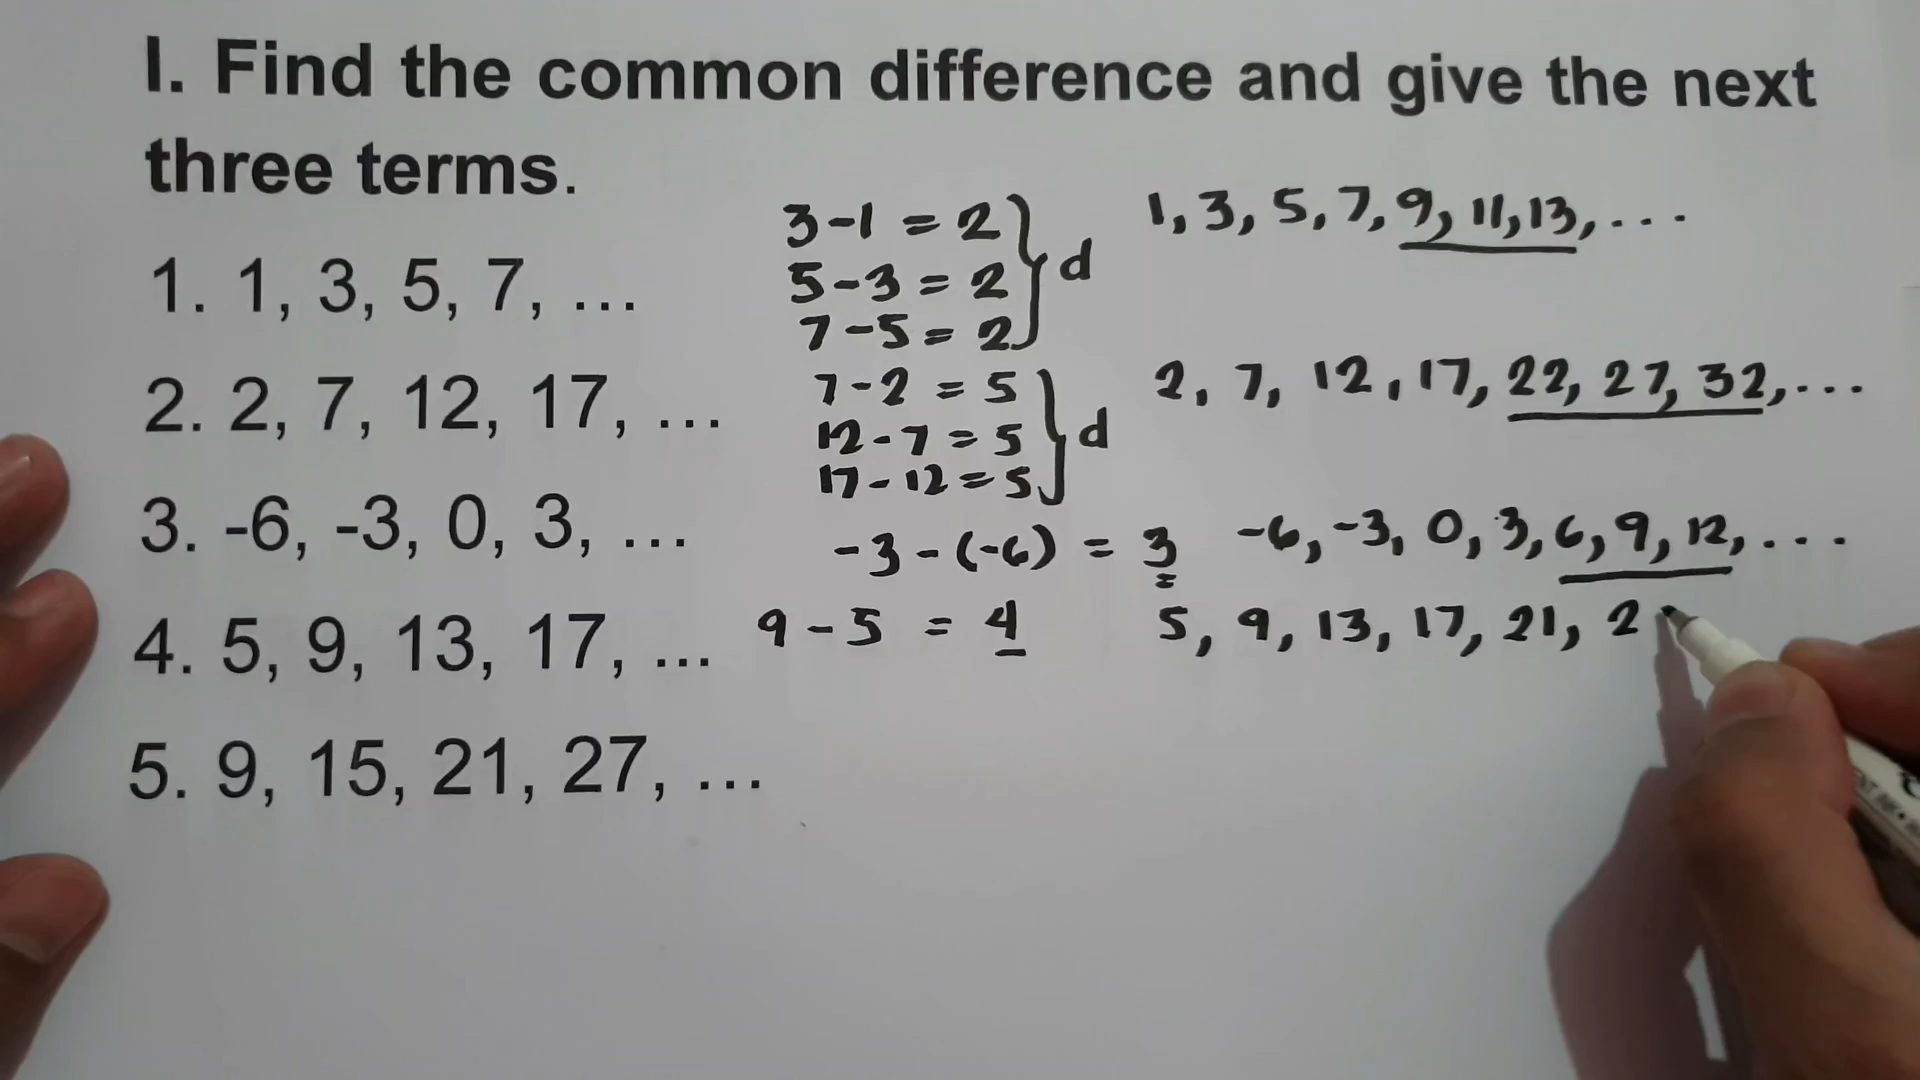 I. Find the common difference and give the next
three terms.
1. 1, 3, 5, 7, ...
3-1 = 2
5-3 = 2
7-5 = 2
d
1, 3, 5, 7, 9, 11, 13, ...
2. 2, 7, 12, 17, ...
7-2 = 5
12-7 = 5
17-12 = 5
d
2, 7, 12, 17, 22, 27, 32, ...
3. -6, -3, 0, 3, ...
-3-(-6) = 3
-6, -3, 0, 3, 6, 9, 12, ...
4. 5, 9, 13, 17, ...
9-5 = 4
5, 9, 13, 17, 21, 2
5. 9, 15, 21, 27, ...